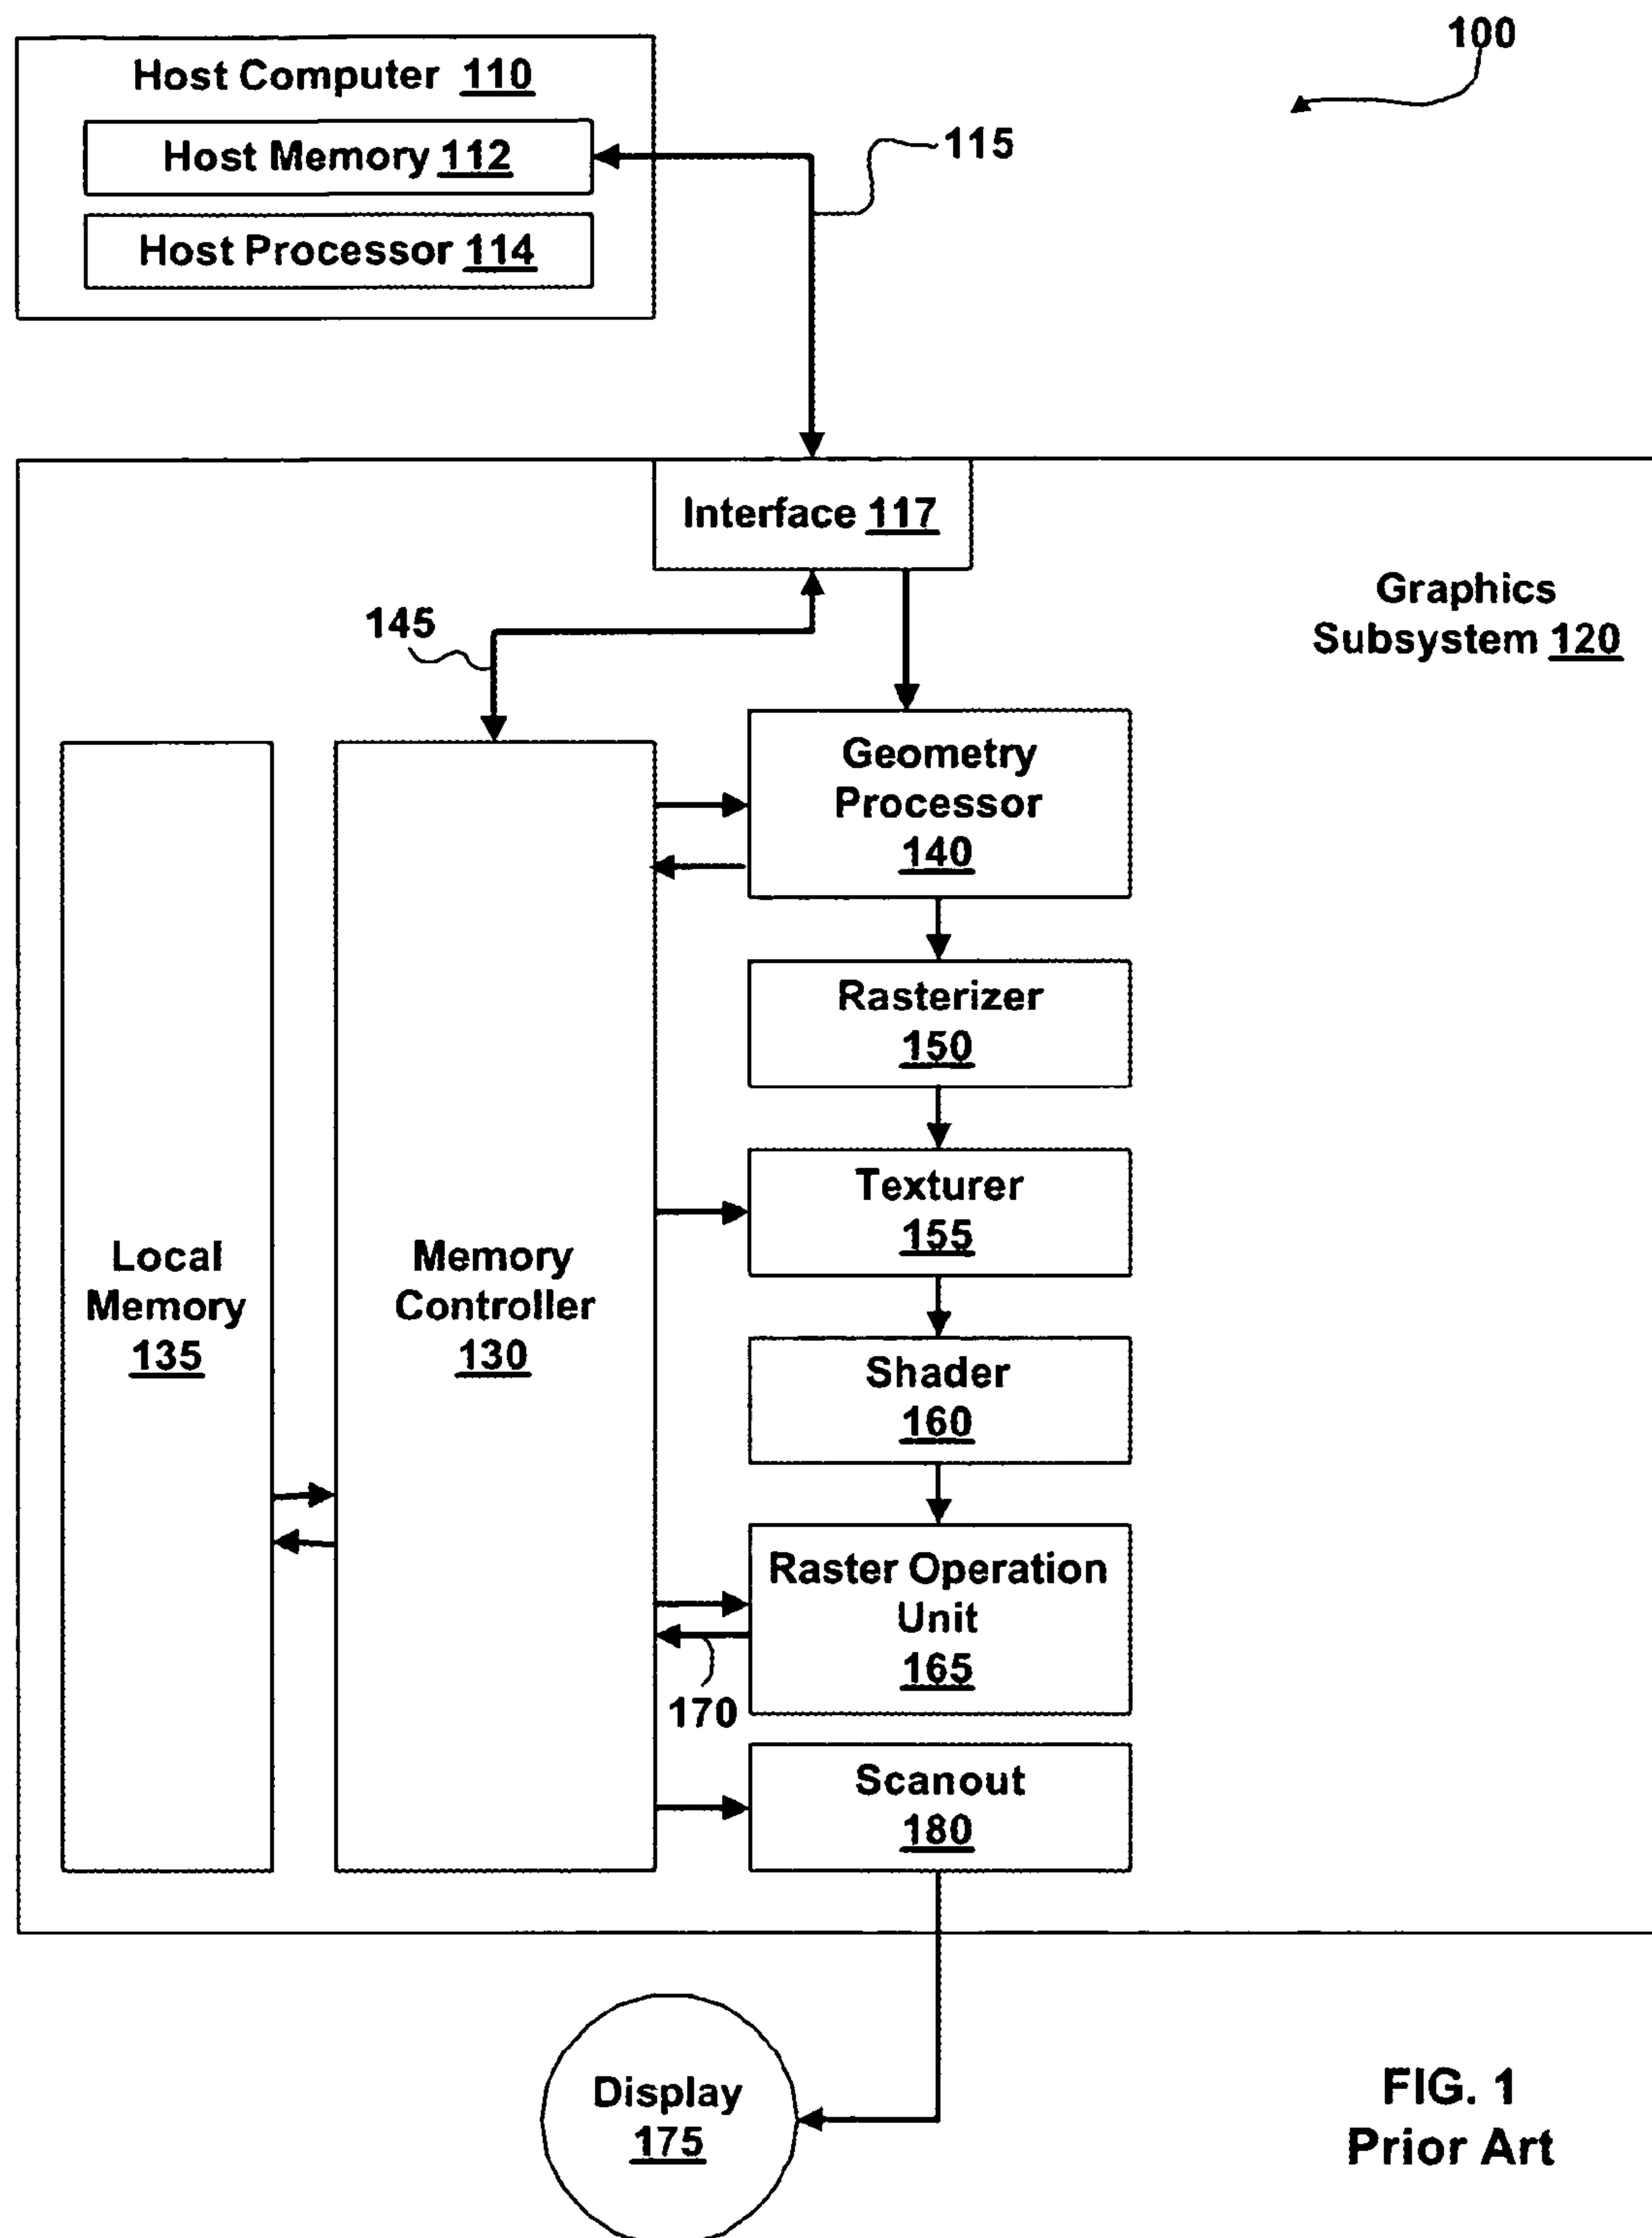 100
Host Computer 110
Host Memory 112
115
Host Processor 114
Interface 117
Graphics
Subsystem 120
145
Geometry
Processor
140
Rasterizer
150
Texturer
155
Local
Memory
135
Memory
Controller
130
Shader
160
Raster Operation
Unit
165
170
Scanout
180
Display
175
FIG. 1
Prior Art